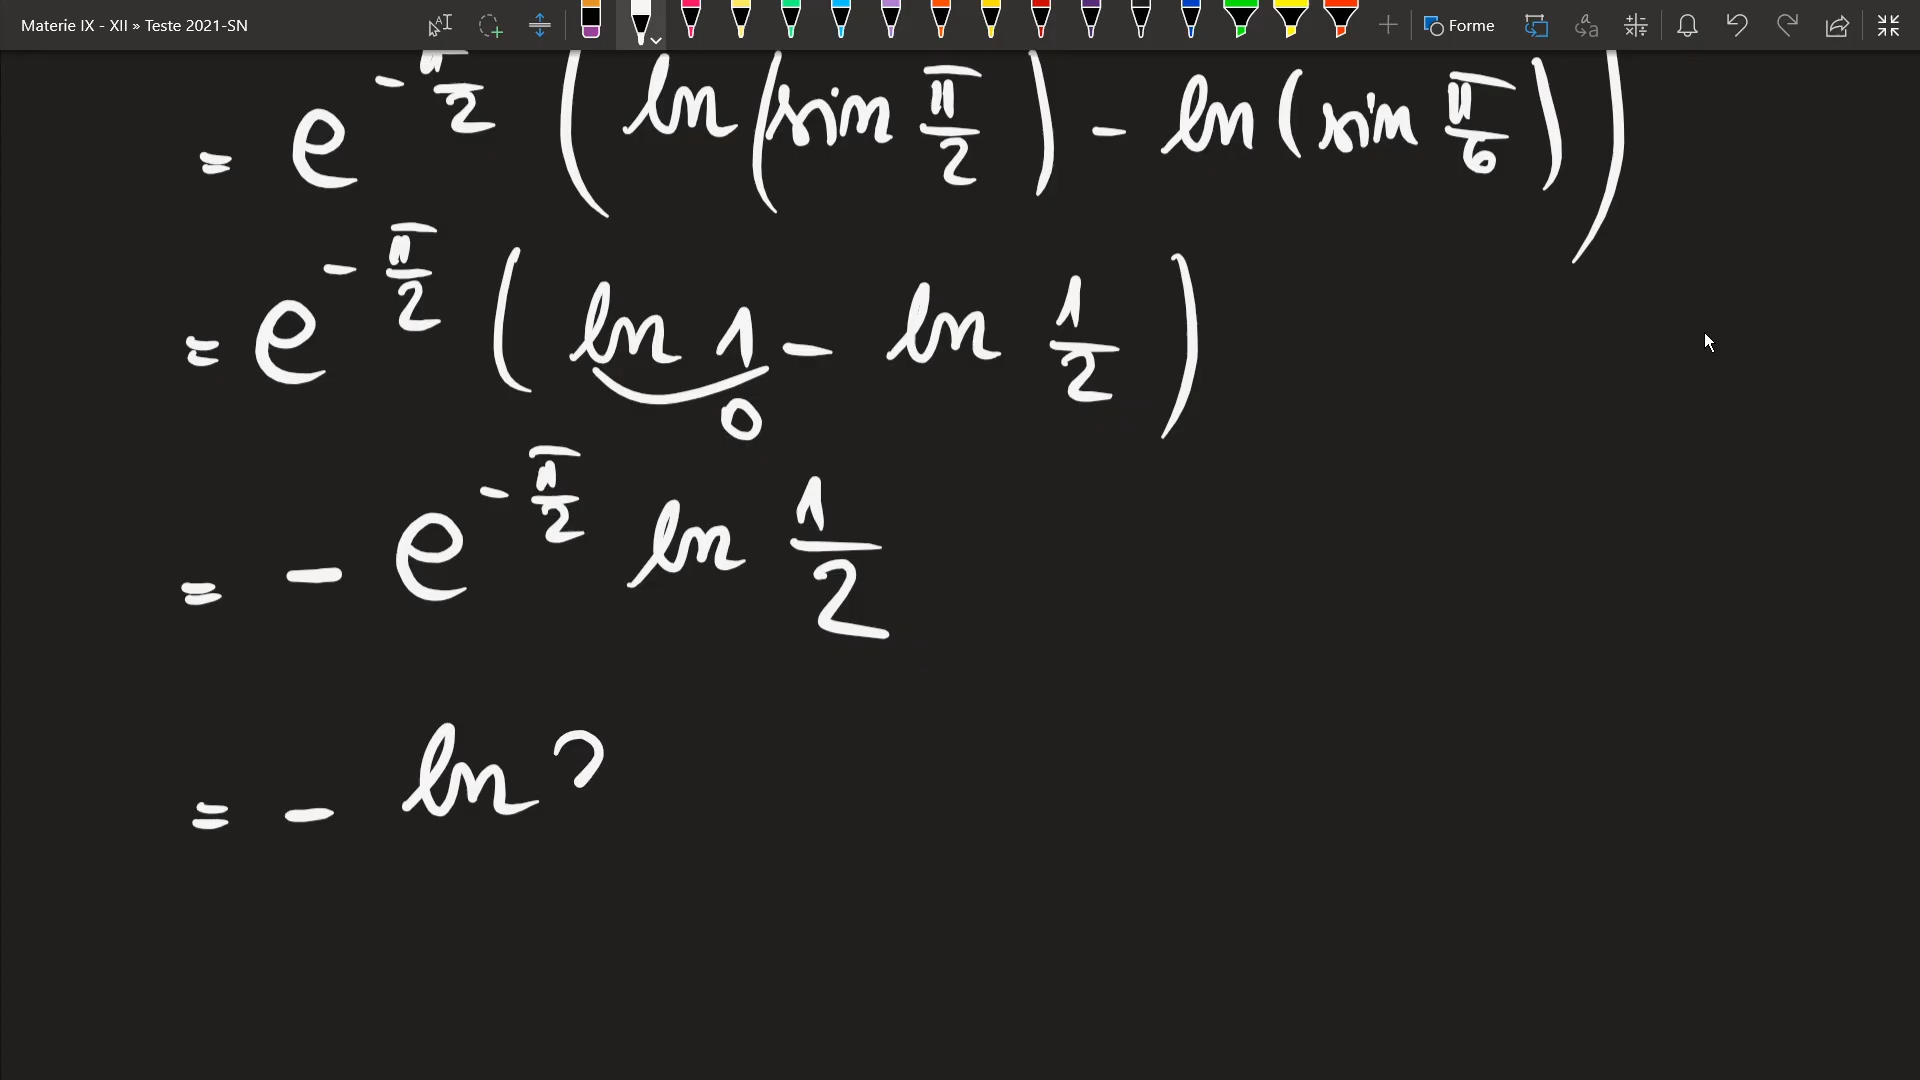 Materie IX - XII » Teste 2021-SN
Forme
= e^{-π/2} ( ln(sin π/2) - ln(sin π/6) )
= e^{-π/2} ( ln 1 - ln 1/2 )
0
= - e^{-π/2} ln 1/2
= - ln ?